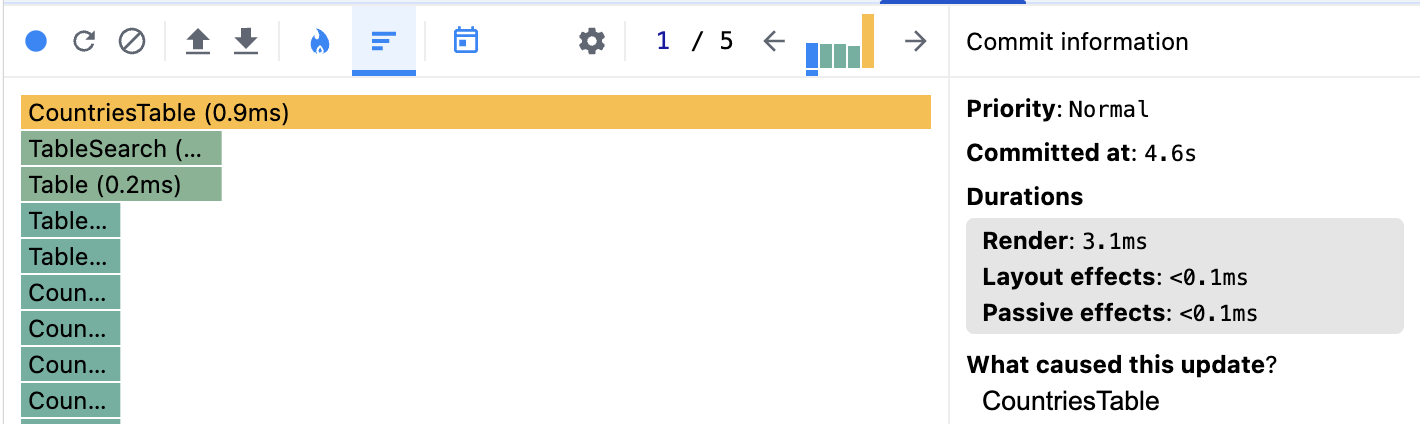 1 / 5
Commit information
CountriesTable (0.9ms)
TableSearch (...
Table (0.2ms)
Table...
Table...
Coun...
Coun...
Coun...
Coun...
Priority: Normal
Committed at: 4.6s
Durations
Render: 3.1ms
Layout effects: <0.1ms
Passive effects: <0.1ms
What caused this update?
CountriesTable